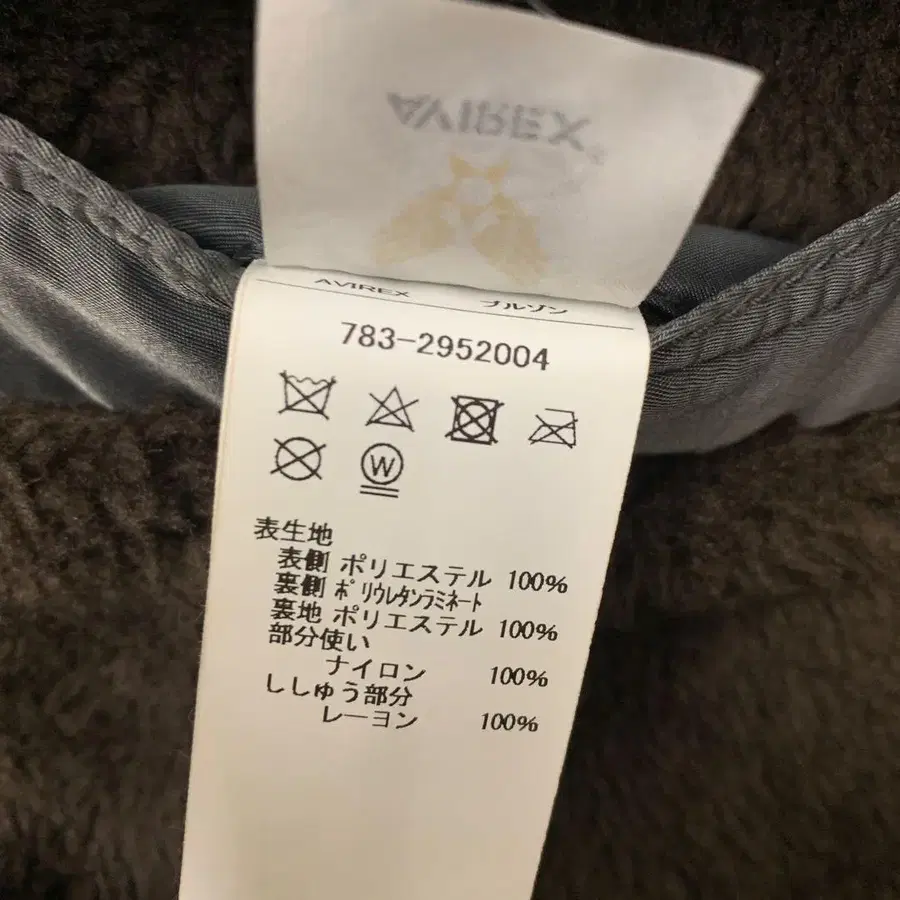 AVIREX
AVIREX ブルゾン
783-2952004
W
表生地
表側 ポリエステル 100%
裏側 ﾎﾟﾘｳﾚﾀﾝﾗﾐﾈｰﾄ
裏地 ポリエステル 100%
部分使い
ナイロン 100%
ししゅう部分
レーヨン 100%